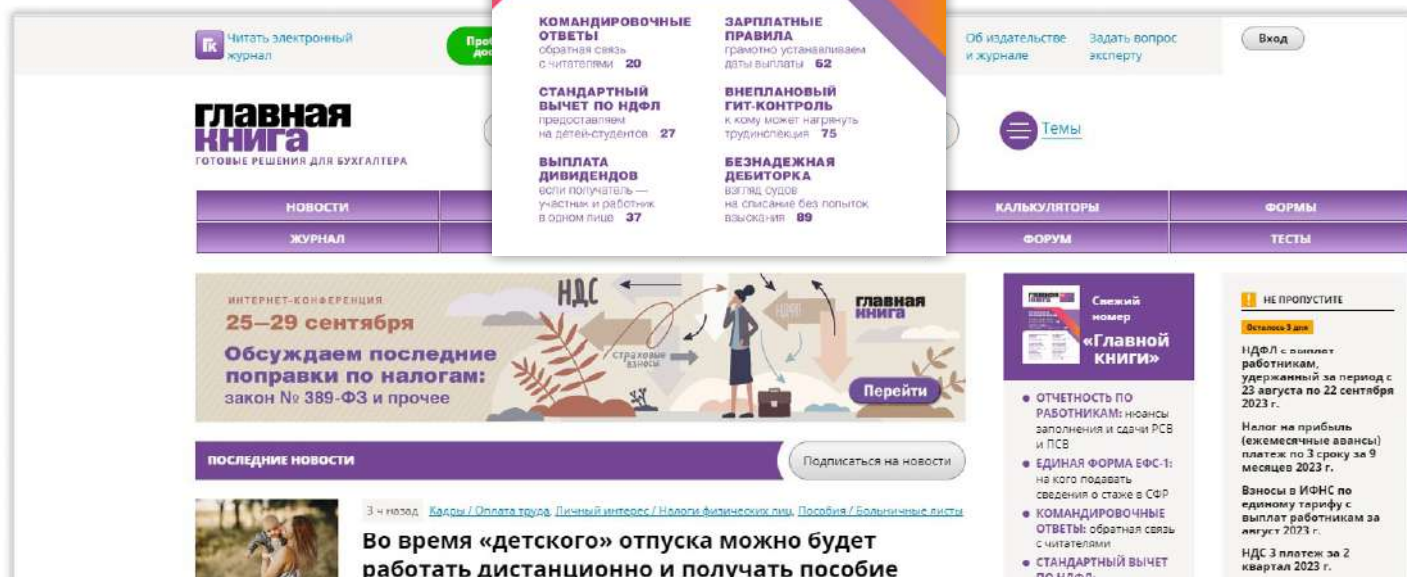 Читать электронный
журнал
КОМАНДИРОВОЧНЫЕ
ОТВЕТЫ
обратная связь
с читателями 20
СТАНДАРТНЫЙ
ВЫЧЕТ ПО НДФЛ
предоставляем
на детей-студентов 27
ВЫПЛАТА
ДИВИДЕНДОВ
если получатель —
участник и работник
в одном лице 37
ЗАРПЛАТНЫЕ
ПРАВИЛА
грамотно устанавливаем
даты выплаты 62
ВНЕПЛАНОВЫЙ
ГИТ-КОНТРОЛЬ
к кому может нагрянуть
трудинспекция 75
БЕЗНАДЕЖНАЯ
ДЕБИТОРКА
взгляд судов
на списание без попыток
взыскания 89
Об издательстве
и журнале
Задать вопрос
эксперту
Вход
главная
книга
ГОТОВЫЕ РЕШЕНИЯ ДЛЯ БУХГАЛТЕРА
Темы
НОВОСТИ
КАЛЬКУЛЯТОРЫ
ФОРМЫ
ЖУРНАЛ
ФОРУМ
ТЕСТЫ
ИНТЕРНЕТ-КОНФЕРЕНЦИЯ
25—29 сентября
Обсуждаем последние
поправки по налогам:
закон № 389-ФЗ и прочее
НДС
НДФЛ
страховые
взносы
главная
книга
Перейти
ПОСЛЕДНИЕ НОВОСТИ
Подписаться на новости
3 ч назад Кадры / Оплата труда, Личный интерес / Налоги физических лиц, Пособия / Больничные листы
Во время «детского» отпуска можно будет
работать дистанционно и получать пособие
Свежий
номер
«Главной
книги»
ОТЧЕТНОСТЬ ПО
РАБОТНИКАМ: нюансы
заполнения и сдачи РСВ
и ПСВ
ЕДИНАЯ ФОРМА ЕФС-1:
на кого подавать
сведения о стаже в СФР
КОМАНДИРОВОЧНЫЕ
ОТВЕТЫ: обратная связь
с читателями
СТАНДАРТНЫЙ ВЫЧЕТ
ПО НДФЛ:
НЕ ПРОПУСТИТЕ
Осталось 3 дня
НДФЛ с выплат
работникам,
удержанный за период с
23 августа по 22 сентября
2023 г.
Налог на прибыль
(ежемесячные авансы)
платеж по 3 сроку за 9
месяцев 2023 г.
Взносы в ИФНС по
единому тарифу с
выплат работникам за
август 2023 г.
НДС 3 платеж за 2
квартал 2023 г.